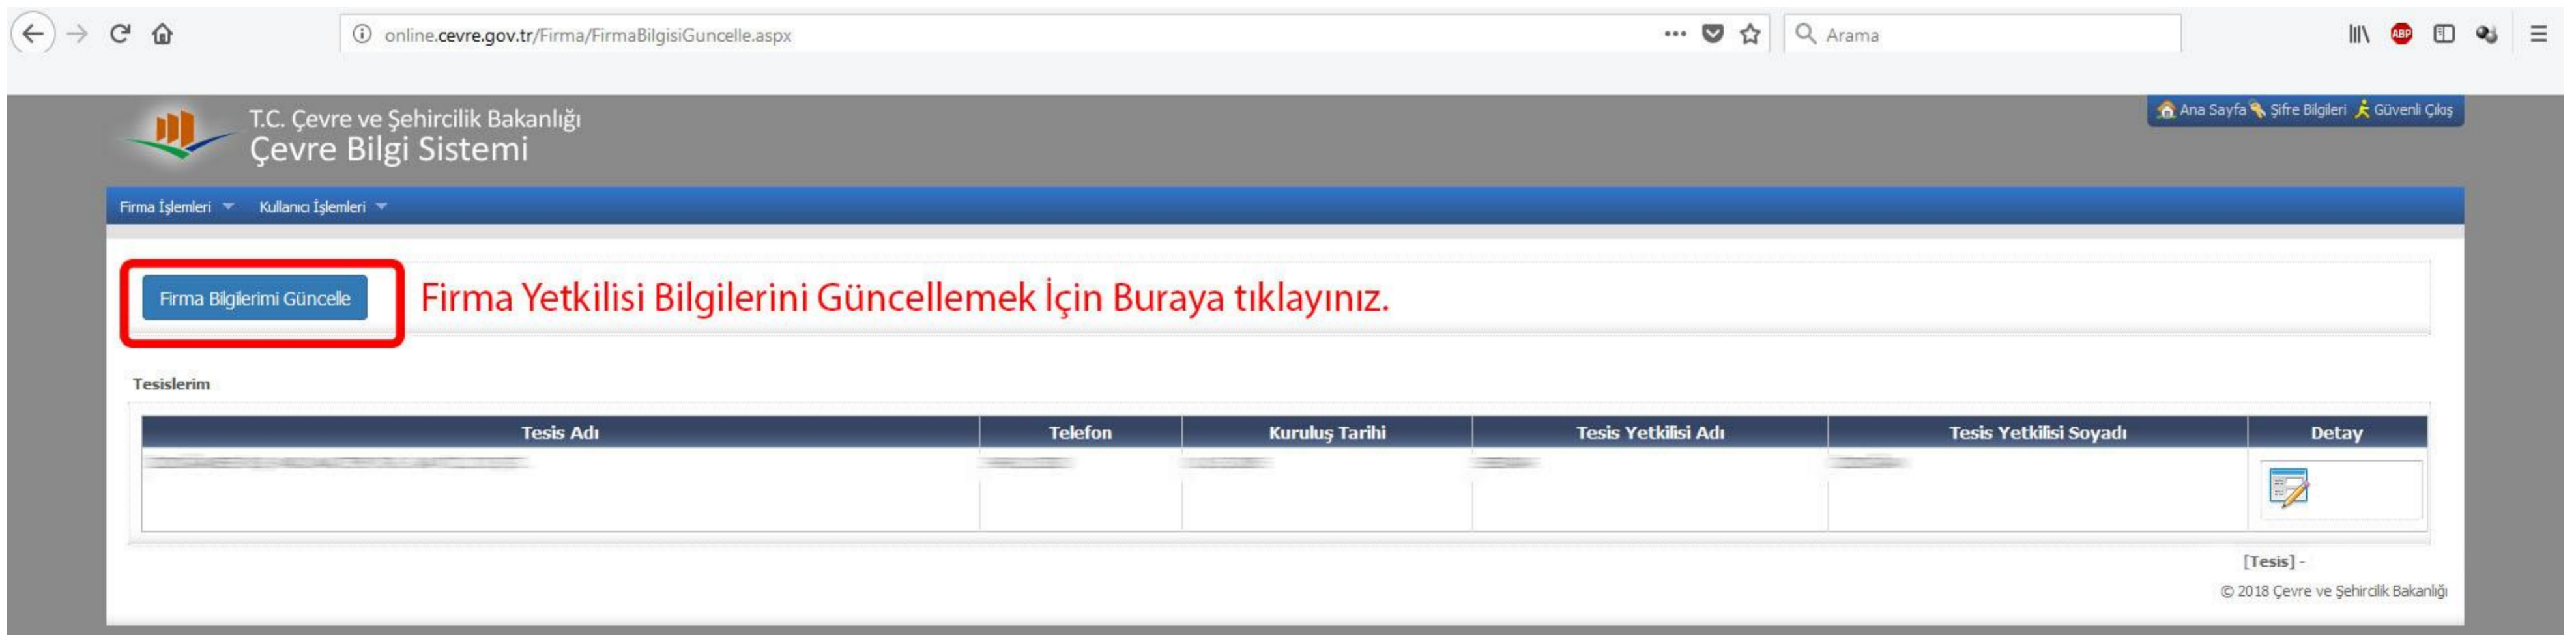 online.cevre.gov.tr/Firma/FirmaBilgisiGuncelle.aspx
Arama
ABP
T.C. Çevre ve Şehircilik Bakanlığı
Çevre Bilgi Sistemi
Ana Sayfa Şifre Bilgileri Güvenli Çıkış
Firma İşlemleri Kullanıcı İşlemleri
Firma Bilgilerimi Güncelle
Firma Yetkilisi Bilgilerini Güncellemek İçin Buraya tıklayınız.
Tesislerim
Tesis Adı Telefon Kuruluş Tarihi Tesis Yetkilisi Adı Tesis Yetkilisi Soyadı Detay
[Tesis] -
© 2018 Çevre ve Şehircilik Bakanlığı